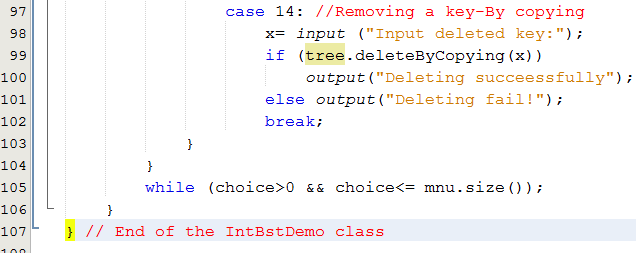 97 case 14: //Removing a key-By copying
98 x= input ("Input deleted key:");
99 if (tree.deleteByCopying(x))
100 output("Deleting succeessfully");
101 else output("Deleting fail!");
102 break;
103 }
104 }
105 while (choice>0 && choice<= mnu.size());
106 }
107 } // End of the IntBstDemo class